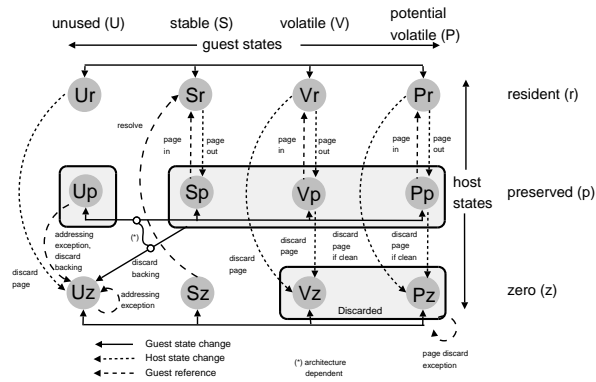 unused (U)
stable (S)
volatile (V)
potential
volatile (P)
guest states
Ur
Sr
Vr
Pr
resident (r)
resolve
page
in
page
out
page
in
page
out
page
in
page
out
host
states
Up
Sp
Vp
Pp
preserved (p)
addressing
exception,
discard
backing
(*)
discard
backing
discard
page
discard
page
discard
page
if clean
discard
page
if clean
discard
page
Uz
addressing
exception
Sz
Vz
Pz
zero (z)
Discarded
Guest state change
Host state change
Guest reference
(*) architecture
dependent
page discard
exception